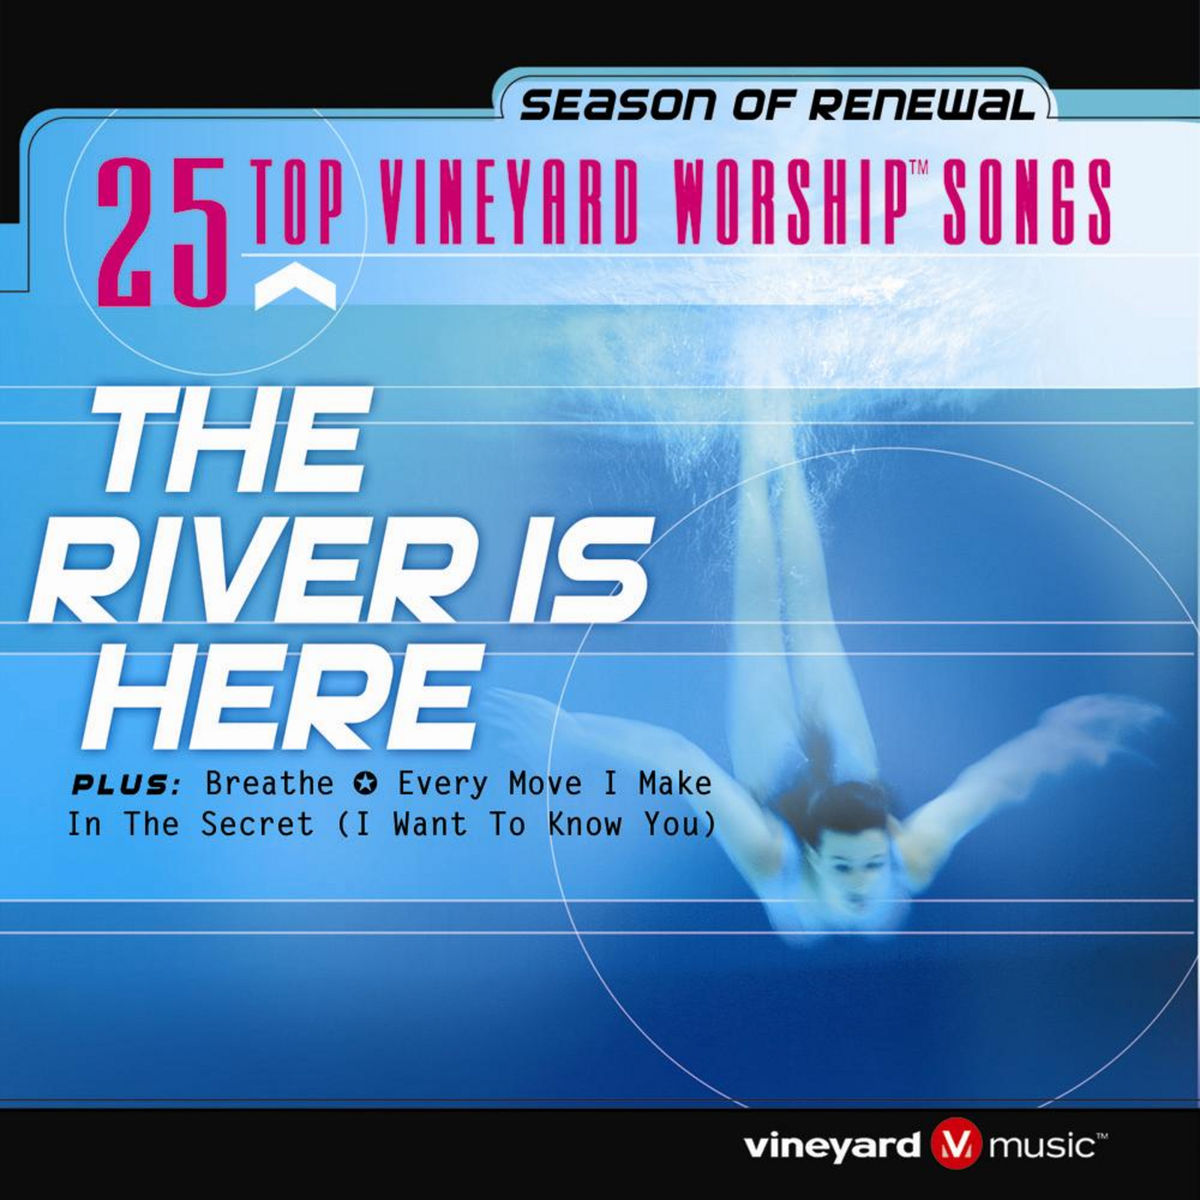 SEASON OF RENEWAL
25 TOP VINEYARD WORSHIP™ SONGS
THE
RIVER IS
HERE
PLUS: Breathe ✪ Every Move I Make
In The Secret (I Want To Know You)
vineyard V music™